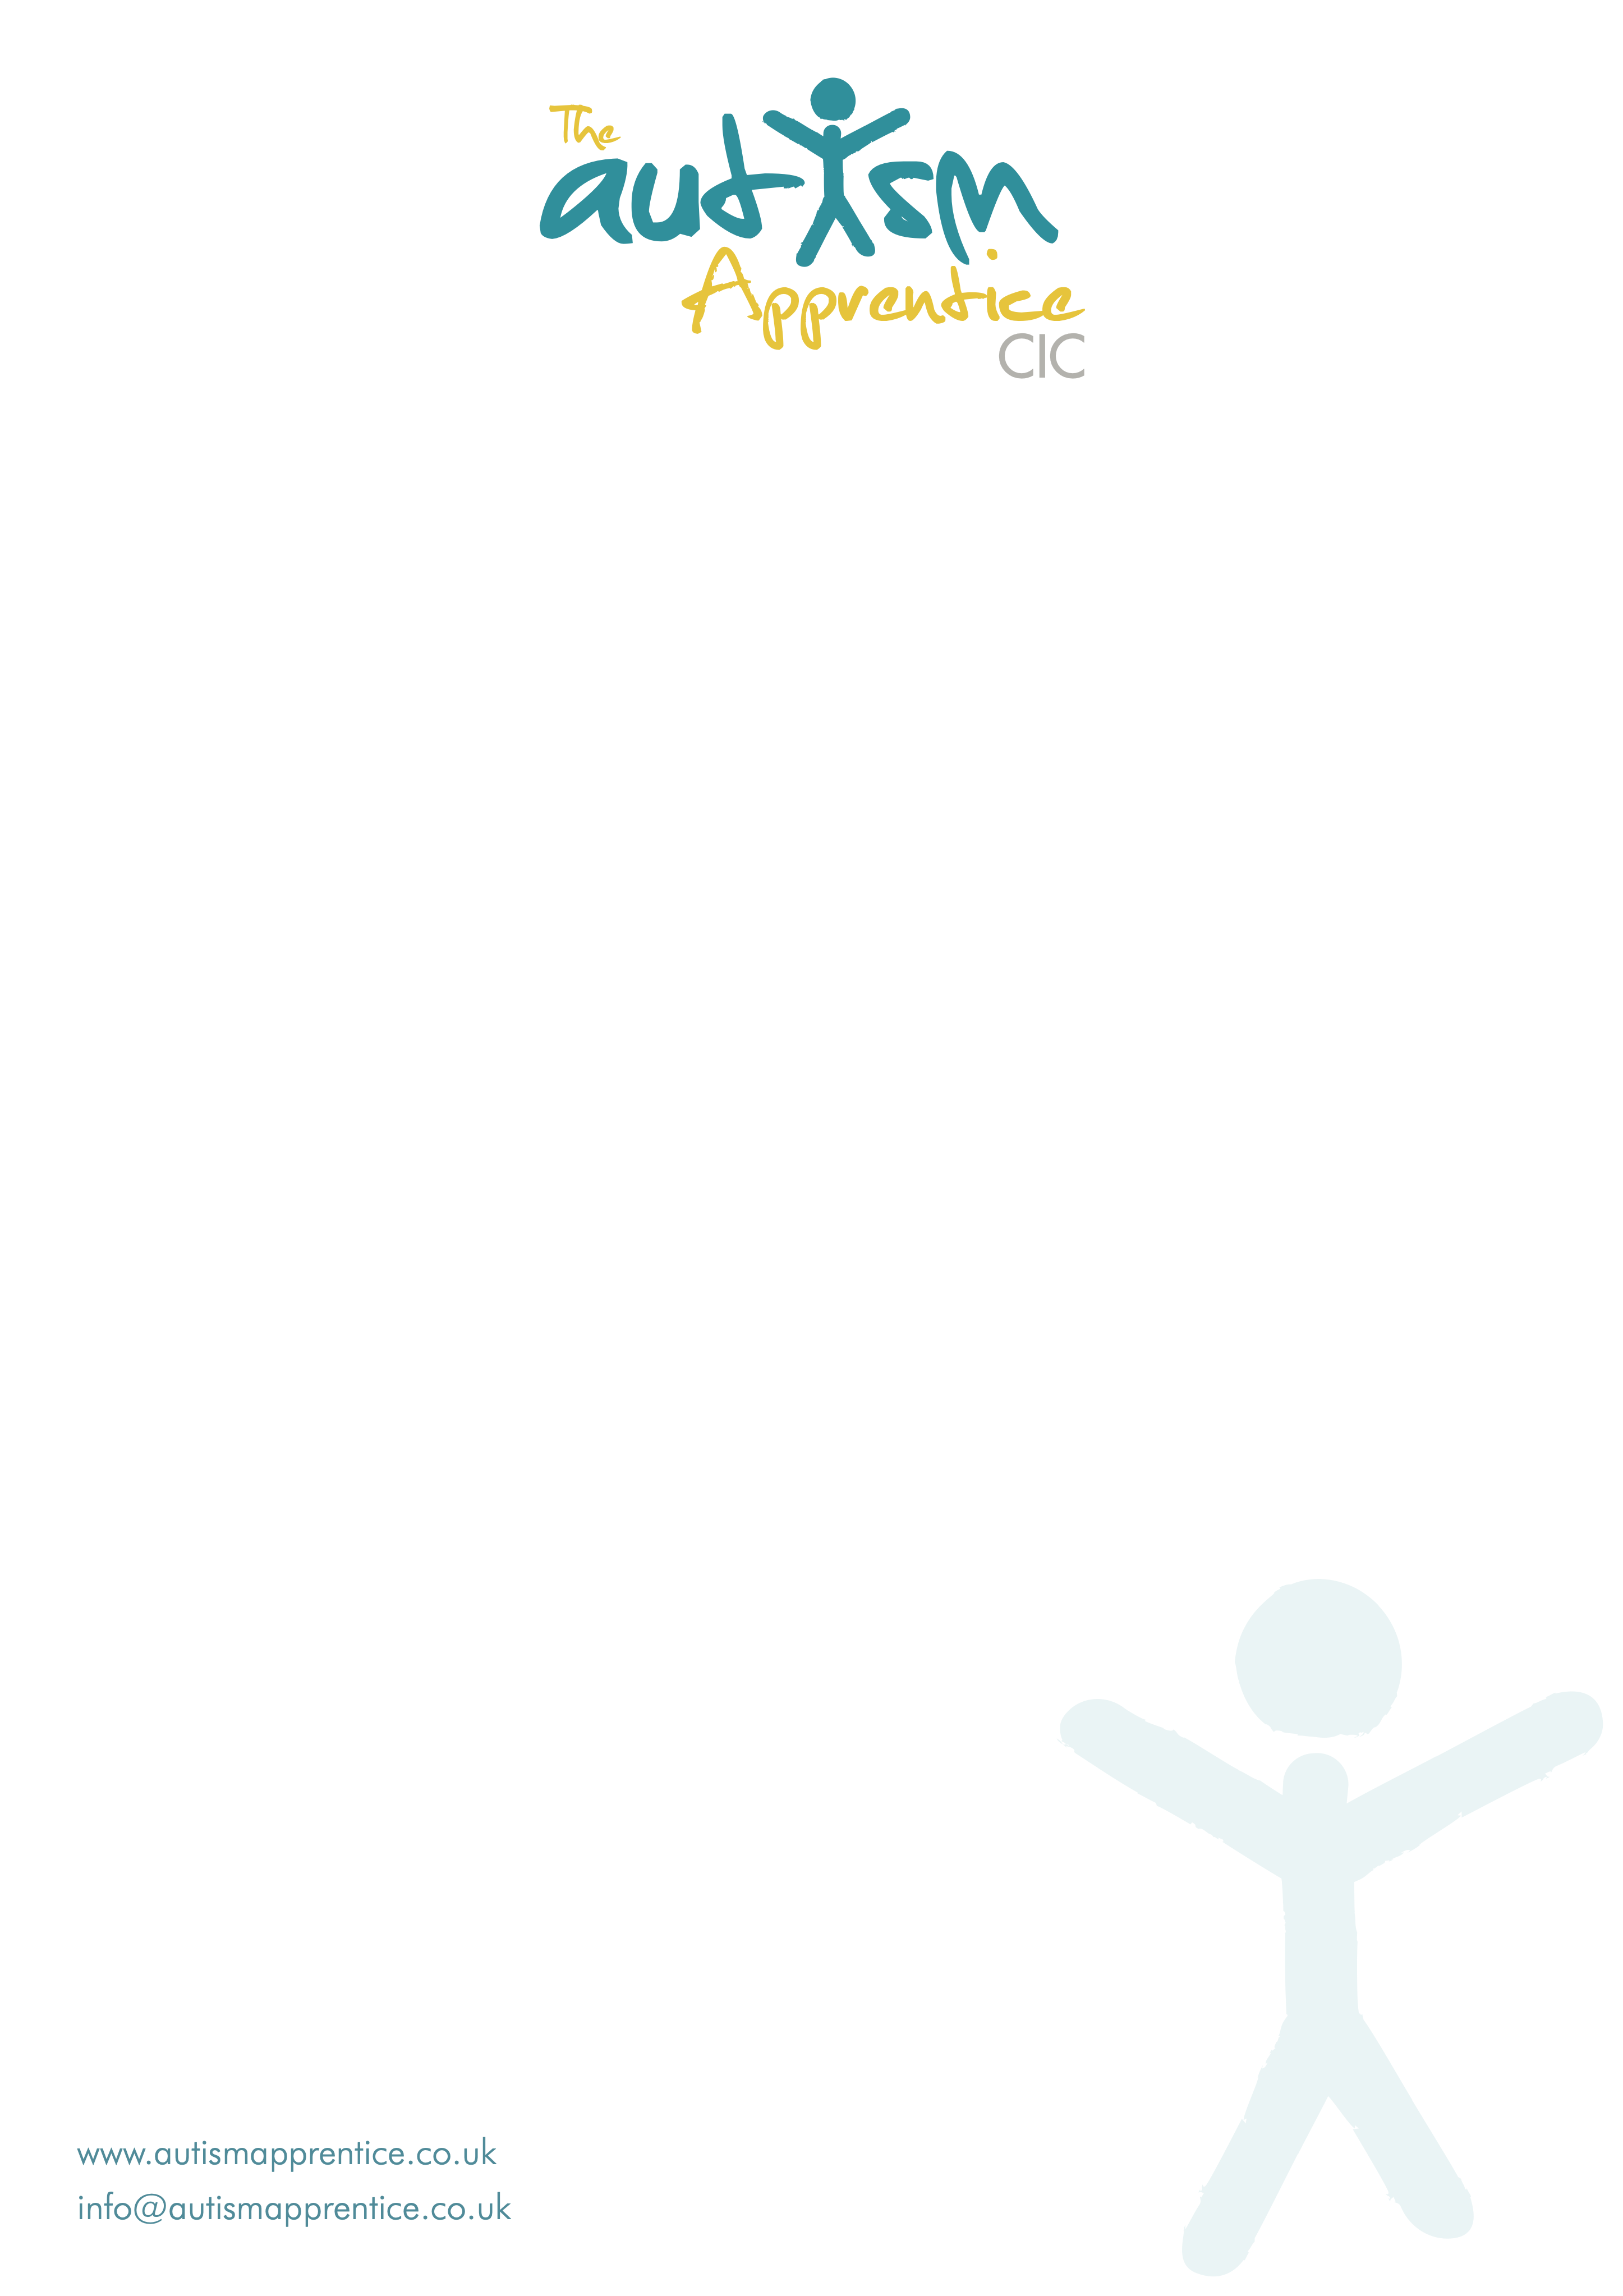 The
autism
Apprentice
CIC
www.autismapprentice.co.uk
info@autismapprentice.co.uk